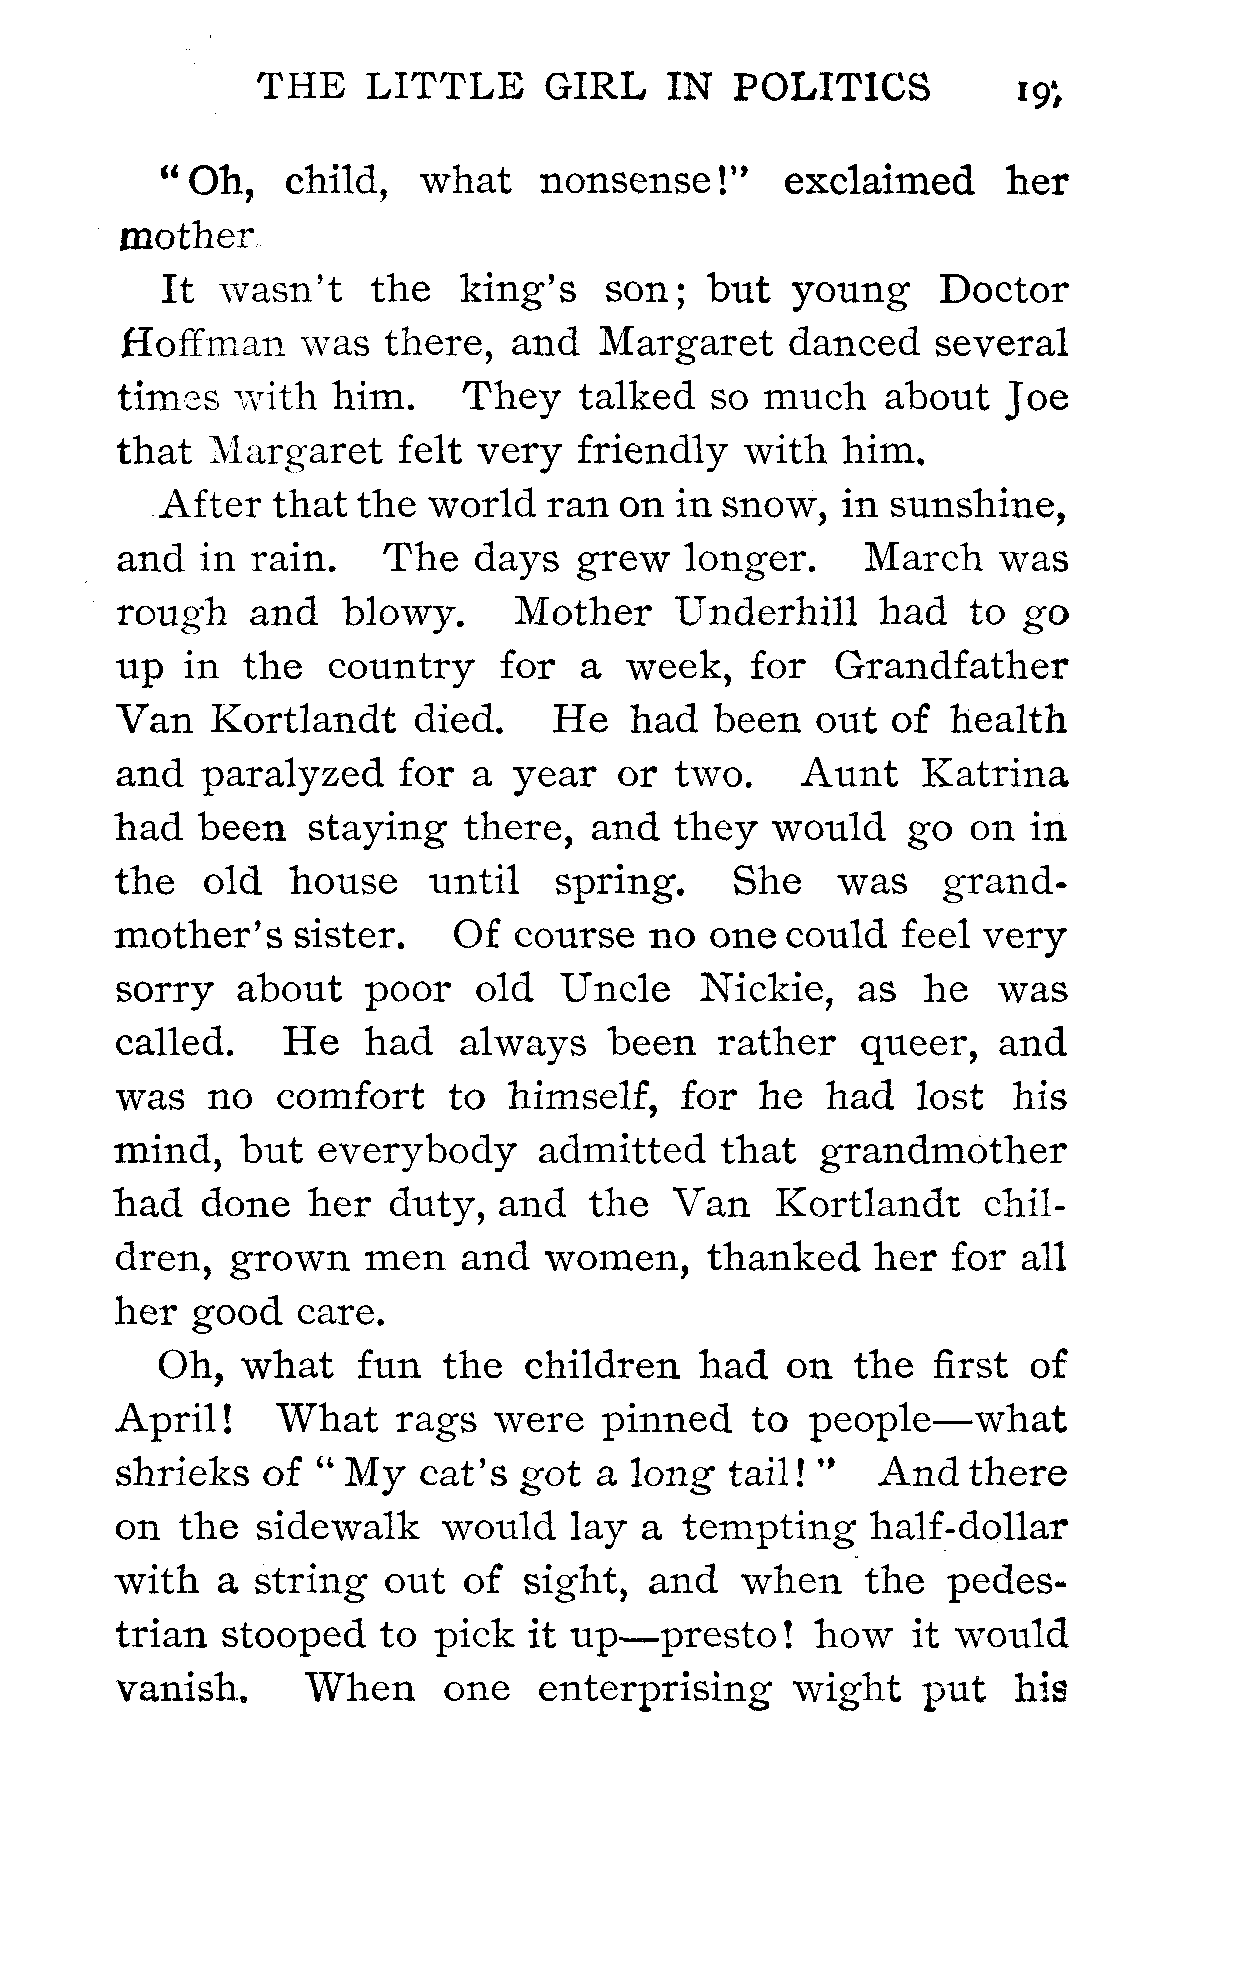 THE LITTLE GIRL IN POLITICS 19
"Oh, child, what nonsense!" exclaimed her
mother
It wasn't the king's son; but young Doctor
Hoffman was there, and Margaret danced several
times with him. They talked so much about Joe
that Margaret felt very friendly with him.
After that the world ran on in snow, in sunshine,
and in rain. The days grew longer. March was
rough and blowy. Mother Underhill had to go
up in the country for a week, for Grandfather
Van Kortlandt died. He had been out of health
and paralyzed for a year or two. Aunt Katrina
had been staying there, and they would go on in
the old house until spring. She was grand-
mother's sister. Of course no one could feel very
sorry about poor old Uncle Nickie, as he was
called. He had always been rather queer, and
was no comfort to himself, for he had lost his
mind, but everybody admitted that grandmother
had done her duty, and the Van Kortlandt chil-
dren, grown men and women, thanked her for all
her good care.
Oh, what fun the children had on the first of
April! What rags were pinned to people—what
shrieks of "My cat's got a long tail!" And there
on the sidewalk would lay a tempting half-dollar
with a string out of sight, and when the pedes-
trian stooped to pick it up—presto! how it would
vanish. When one enterprising wight put his